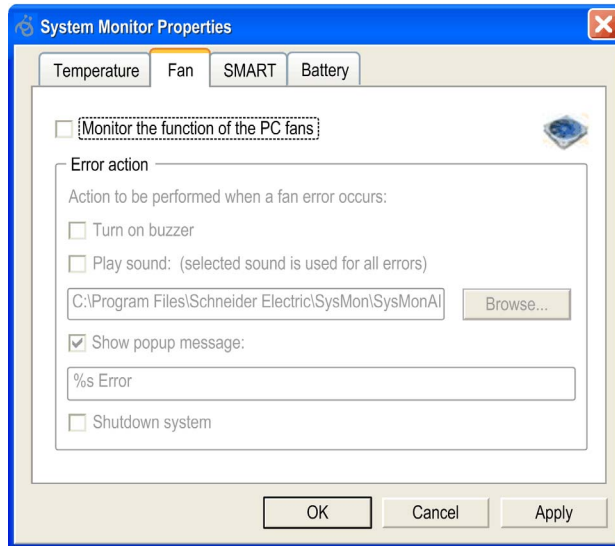 System Monitor Properties
Temperature Fan SMART Battery
Monitor the function of the PC fans
Error action
Action to be performed when a fan error occurs:
Turn on buzzer
Play sound: (selected sound is used for all errors)
C:\Program Files\Schneider Electric\SysMon\SysMonAl Browse...
Show popup message:
%s Error
Shutdown system
OK Cancel Apply